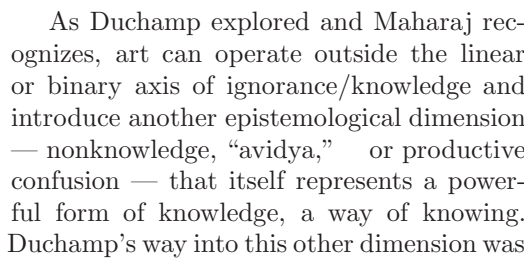 As Duchamp explored and Maharaj rec-
ognizes, art can operate outside the linear
or binary axis of ignorance/knowledge and
introduce another epistemological dimension
— nonknowledge, “avidya,” or productive
confusion — that itself represents a power-
ful form of knowledge, a way of knowing.
Duchamp’s way into this other dimension was